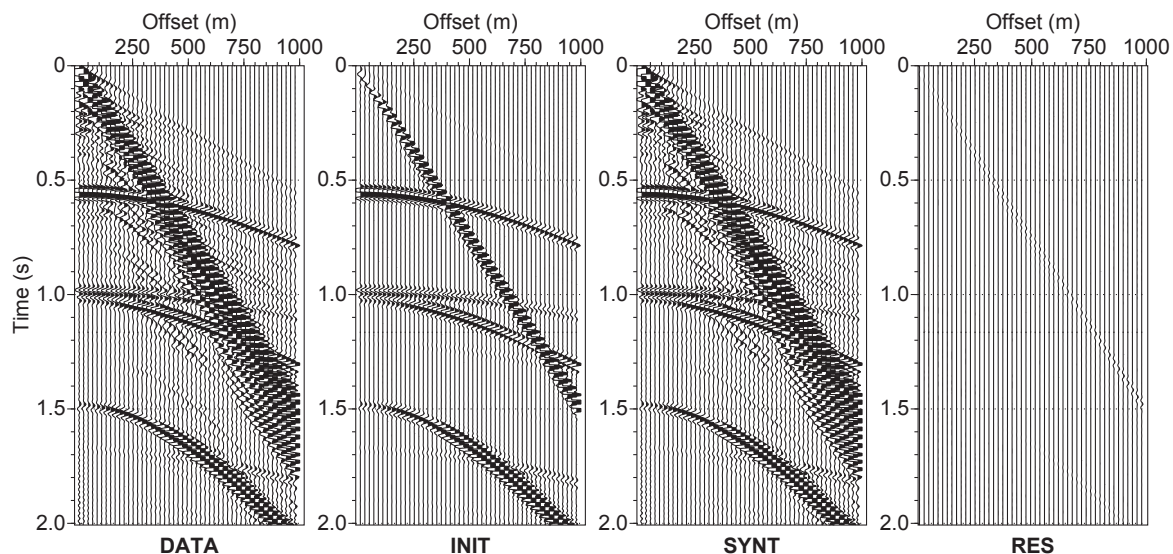 Offset (m) Offset (m) Offset (m) Offset (m)
250 500 750 1000 250 500 750 1000 250 500 750 1000 250 500 750 1000
0 0 0 0
0.5 0.5 0.5 0.5
1.0 1.0 1.0 1.0
Time (s)
1.5 1.5 1.5 1.5
2.0 2.0 2.0 2.0
DATA INIT SYNT RES